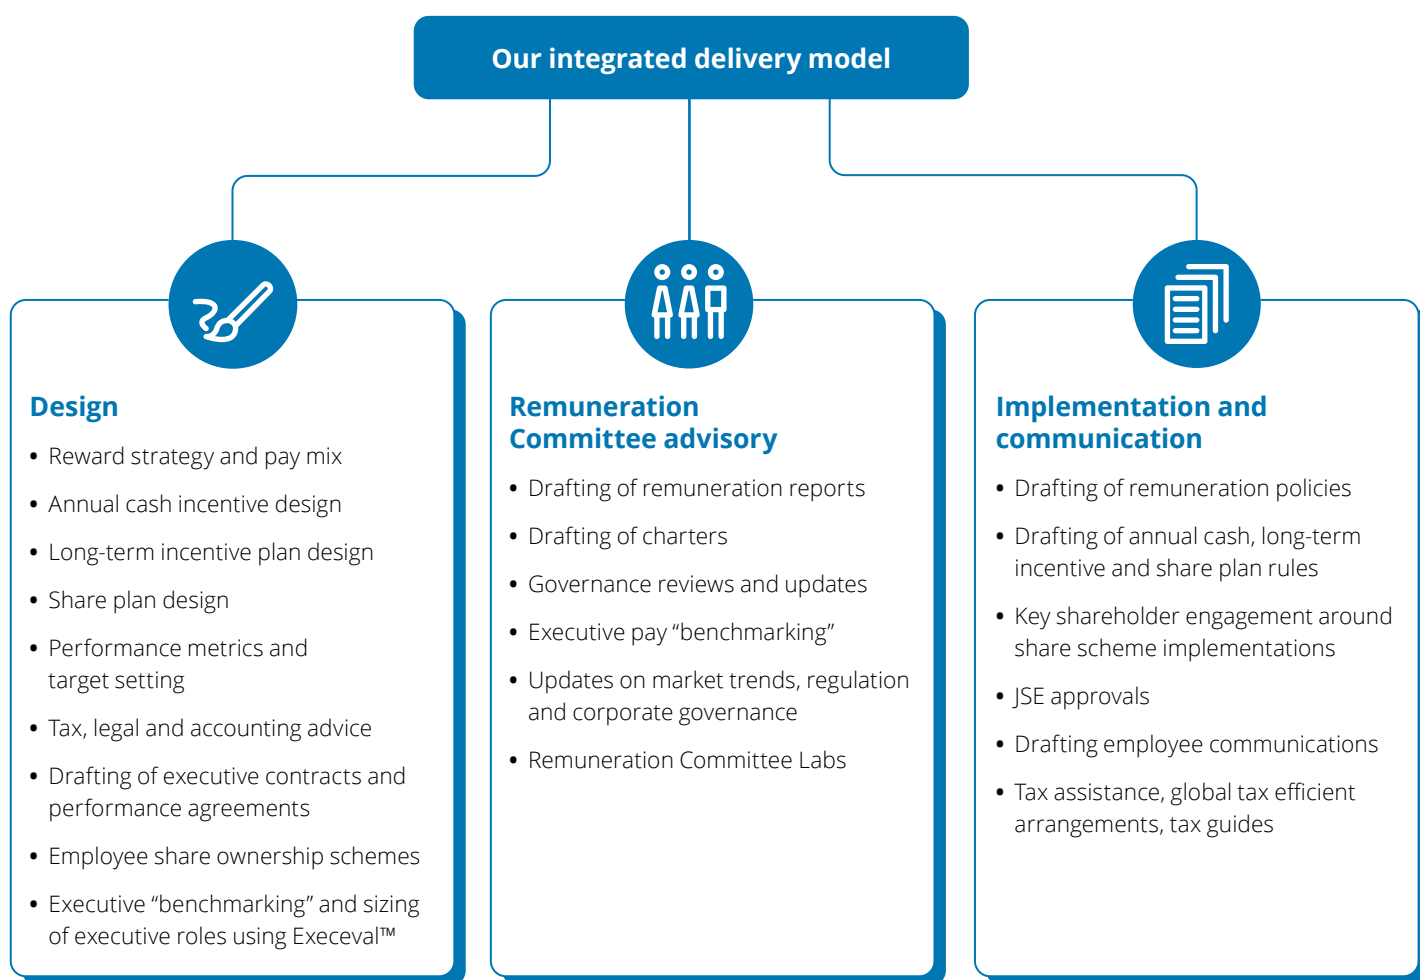 Our integrated delivery model
Design
• Reward strategy and pay mix
• Annual cash incentive design
• Long-term incentive plan design
• Share plan design
• Performance metrics and
target setting
• Tax, legal and accounting advice
• Drafting of executive contracts and
performance agreements
• Employee share ownership schemes
• Executive “benchmarking” and sizing
of executive roles using Execeval™
Remuneration
Committee advisory
• Drafting of remuneration reports
• Drafting of charters
• Governance reviews and updates
• Executive pay “benchmarking”
• Updates on market trends, regulation
and corporate governance
• Remuneration Committee Labs
Implementation and
communication
• Drafting of remuneration policies
• Drafting of annual cash, long-term
incentive and share plan rules
• Key shareholder engagement around
share scheme implementations
• JSE approvals
• Drafting employee communications
• Tax assistance, global tax efficient
arrangements, tax guides